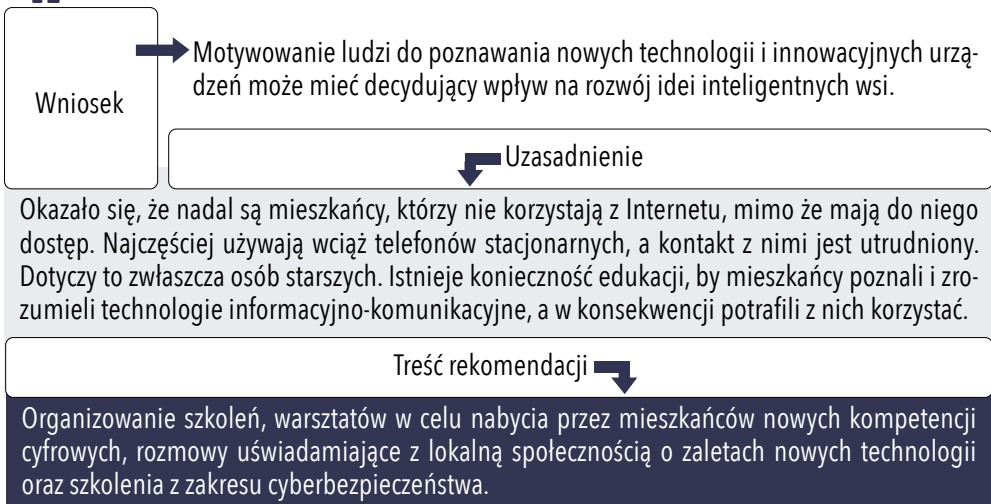 Wniosek
Motywowanie ludzi do poznawania nowych technologii i innowacyjnych urzą-
dzeń może mieć decydujący wpływ na rozwój idei inteligentnych wsi.
Uzasadnienie
Okazało się, że nadal są mieszkańcy, którzy nie korzystają z Internetu, mimo że mają do niego
dostęp. Najczęściej używają wciąż telefonów stacjonarnych, a kontakt z nimi jest utrudniony.
Dotyczy to zwłaszcza osób starszych. Istnieje konieczność edukacji, by mieszkańcy poznali i zro-
zumieli technologie informacyjno-komunikacyjne, a w konsekwencji potrafili z nich korzystać.
Treść rekomendacji
Organizowanie szkoleń, warsztatów w celu nabycia przez mieszkańców nowych kompetencji
cyfrowych, rozmowy uświadamiające z lokalną społecznością o zaletach nowych technologii
oraz szkolenia z zakresu cyberbezpieczeństwa.